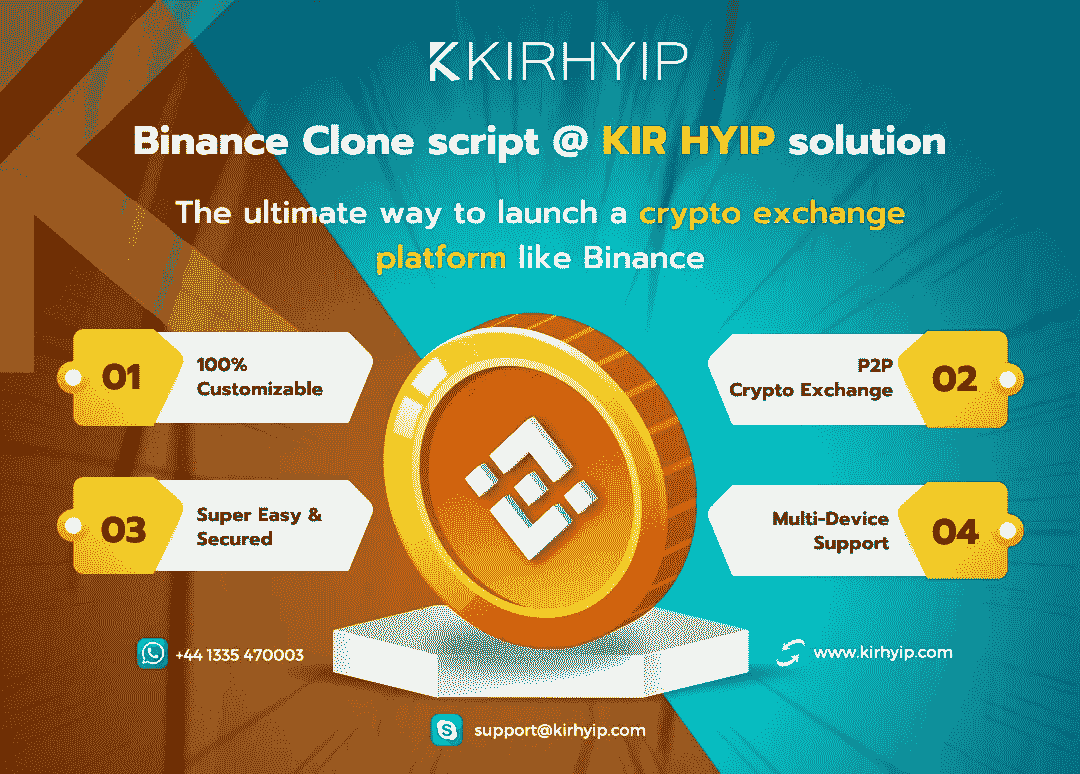 KIRHYIP
Binance Clone script @ KIR HYIP solution
The ultimate way to launch a crypto exchange
platform like Binance
01
100%
Customizable
P2P
Crypto Exchange
02
03
Super Easy &
Secured
Multi-Device
Support
04
+44 1335 470003
www.kirhyip.com
support@kirhyip.com